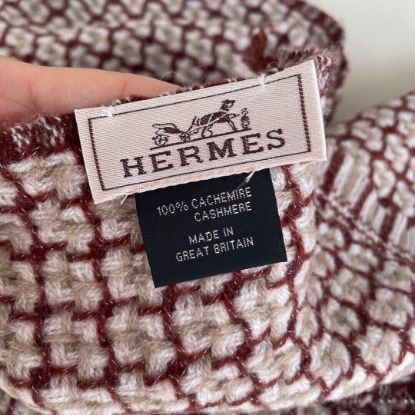 HERMES
100% CACHEMIRE
CASHMERE
MADE IN
GREAT BRITAIN